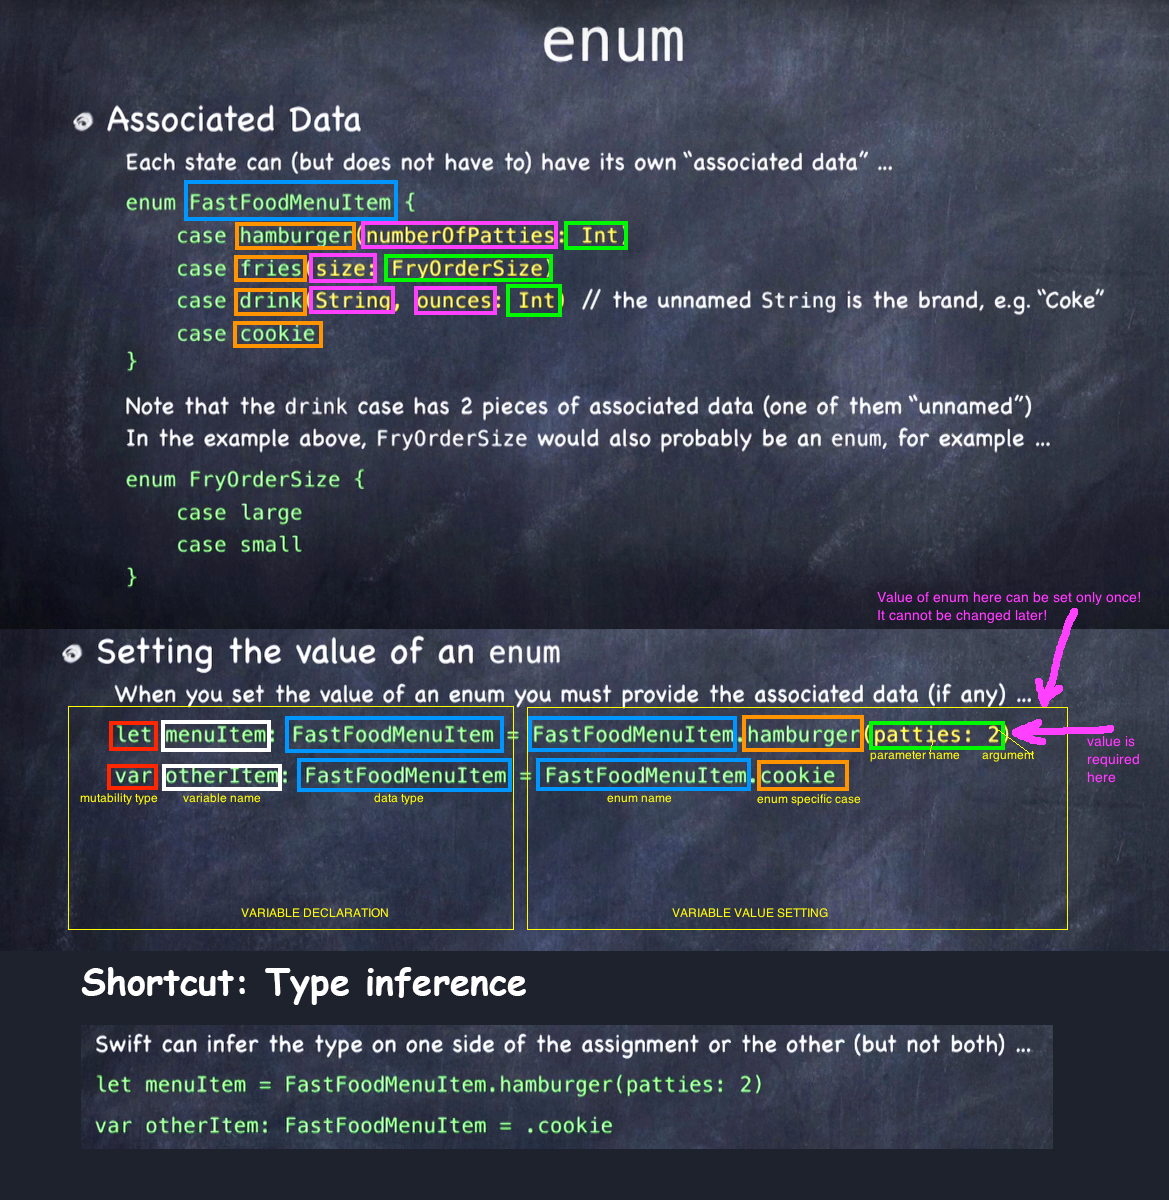 enum
Associated Data
Each state can (but does not have to) have its own “associated data” ...
enum FastFoodMenuItem {
case hamburger(numberOfPatties: Int)
case fries(size: FryOrderSize)
case drink(String, ounces: Int) // the unnamed String is the brand, e.g. “Coke”
case cookie
}
Note that the drink case has 2 pieces of associated data (one of them “unnamed”)
In the example above, FryOrderSize would also probably be an enum, for example ...
enum FryOrderSize {
case large
case small
}
Value of enum here can be set only once!
It cannot be changed later!
Setting the value of an enum
When you set the value of an enum you must provide the associated data (if any) ...
let menuItem: FastFoodMenuItem = FastFoodMenuItem.hamburger(patties: 2)
value is
required
here
parameter name argument
var otherItem: FastFoodMenuItem = FastFoodMenuItem.cookie
mutability type variable name data type enum name enum specific case
VARIABLE DECLARATION VARIABLE VALUE SETTING
Shortcut: Type inference
Swift can infer the type on one side of the assignment or the other (but not both) ...
let menuItem = FastFoodMenuItem.hamburger(patties: 2)
var otherItem: FastFoodMenuItem = .cookie